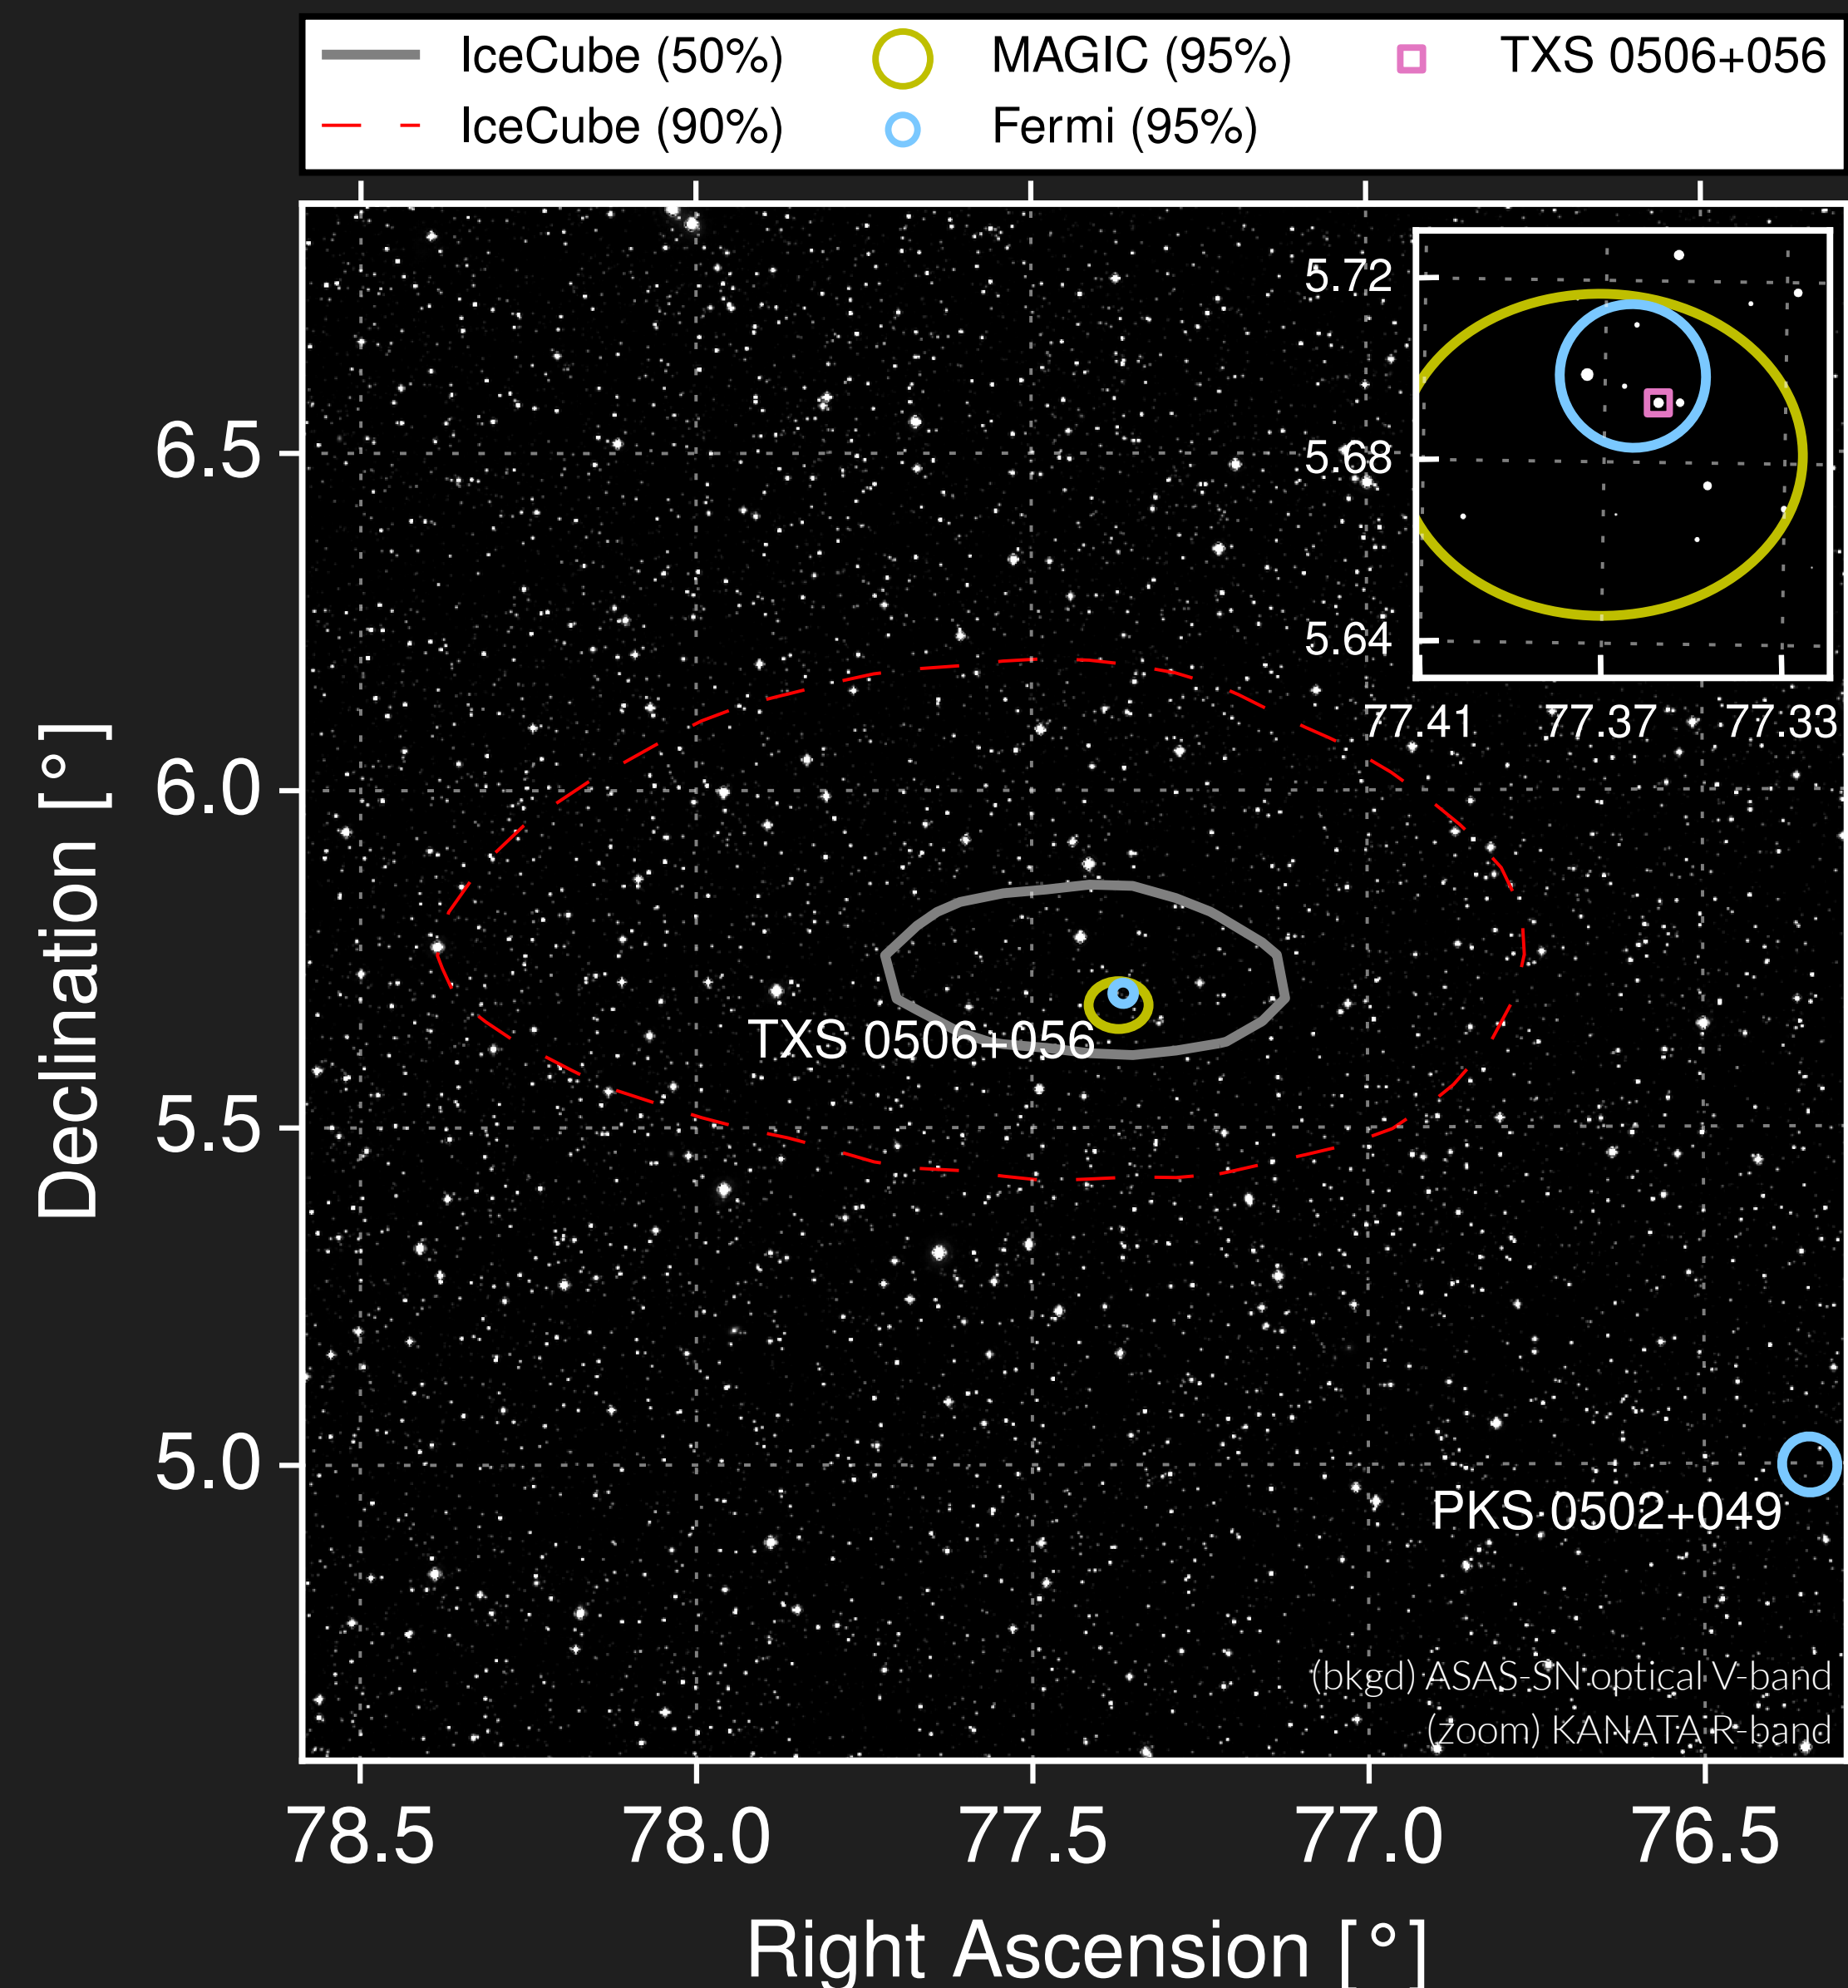 IceCube (50%) MAGIC (95%) TXS 0506+056
IceCube (90%) Fermi (95%)
5.72
5.68
5.64
77.41 77.37 77.33
6.5
6.0
5.5
5.0
Declination [°]
TXS 0506+056
PKS 0502+049
(bkgd) ASAS-SN optical V-band
(zoom) KANATA R-band
78.5 78.0 77.5 77.0 76.5
Right Ascension [°]